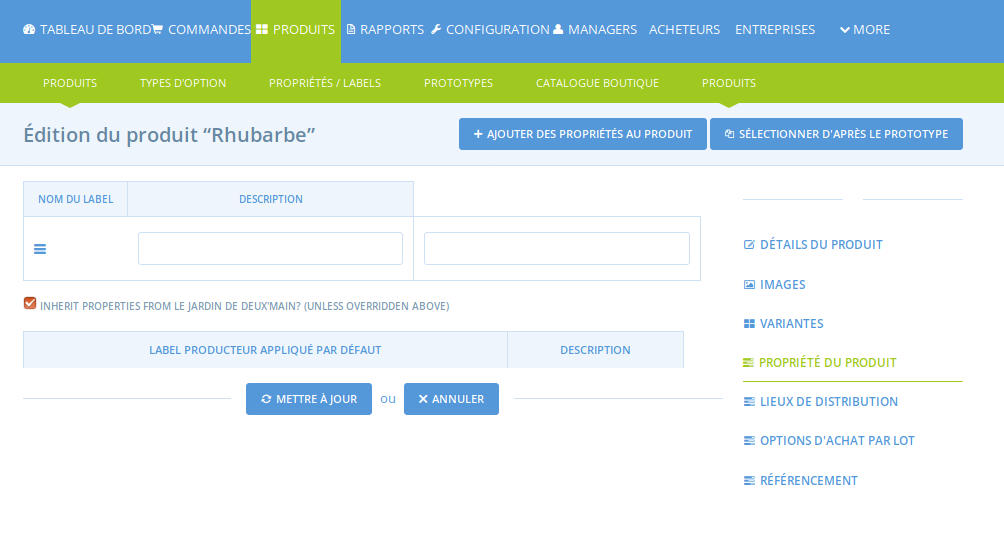 TABLEAU DE BORD COMMANDES PRODUITS RAPPORTS CONFIGURATION MANAGERS ACHETEURS ENTREPRISES MORE
PRODUITS TYPES D'OPTION PROPRIÉTÉS / LABELS PROTOTYPES CATALOGUE BOUTIQUE PRODUITS
Édition du produit “Rhubarbe”
AJOUTER DES PROPRIÉTÉS AU PRODUIT
SÉLECTIONNER D'APRÈS LE PROTOTYPE
NOM DU LABEL DESCRIPTION
INHERIT PROPERTIES FROM LE JARDIN DE DEUX'MAIN? (UNLESS OVERRIDDEN ABOVE)
LABEL PRODUCTEUR APPLIQUÉ PAR DÉFAUT DESCRIPTION
METTRE À JOUR ou ANNULER
DÉTAILS DU PRODUIT
IMAGES
VARIANTES
PROPRIÉTÉ DU PRODUIT
LIEUX DE DISTRIBUTION
OPTIONS D'ACHAT PAR LOT
RÉFÉRENCEMENT